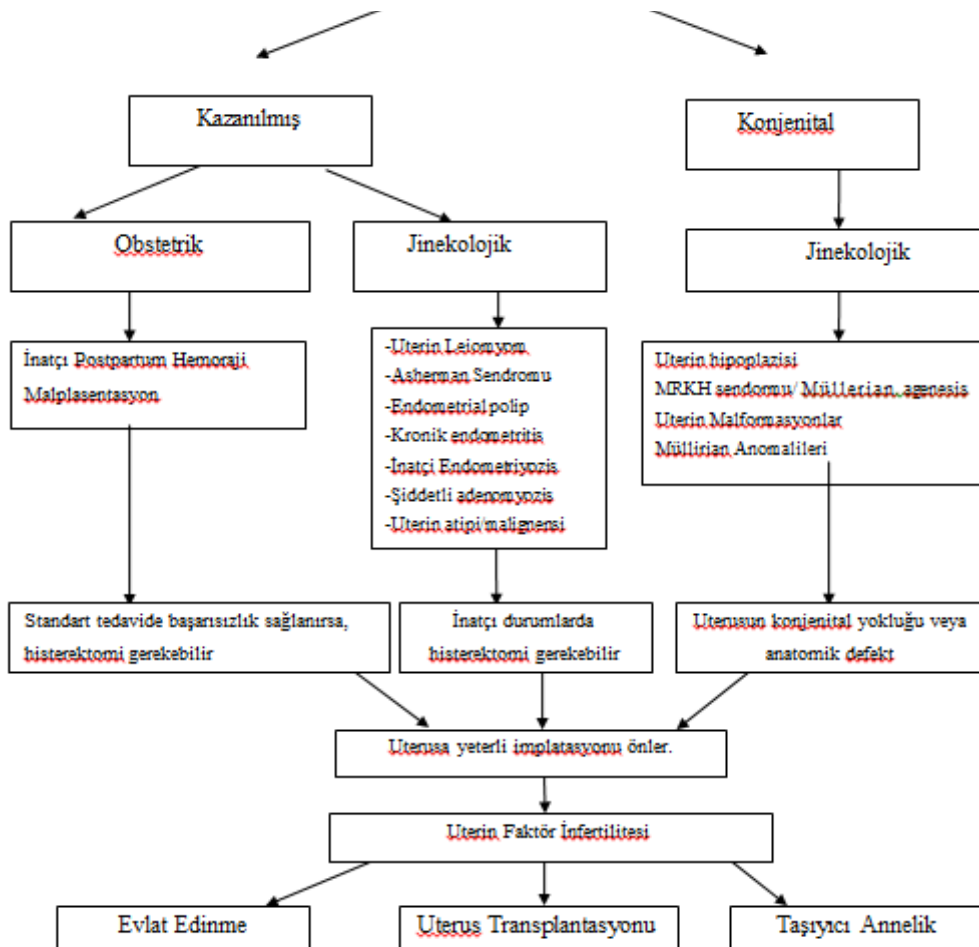 Kazanılmış
Konjenital
Obstetrik
Jinekolojik
Jinekolojik
İnatçı Postpartum Hemoraji
Malplasentasyon
-Uterin Leiomyom
-Asherman Sendromu
-Endometrial polip
-Kronik endometritis
-İnatçi Endometriyozis
-Şiddetli adenomyozis
-Uterin atipi/malignensi
Uterin hipoplazisi
MRKH sendormu/ Müllerian agenesis
Uterin Malformasyonlar
Müllirian Anomalileri
Standart tedavide başarısızlık sağlanırsa,
histerektomi gerekebilir
İnatçı durumlarda
histerektomi gerekebilir
Uterusun konjenital yokluğu veya
anatomik defekt
Uterusa yeterli implatasyonu önler.
Uterin Faktör İnfertilitesi
Evlat Edinme
Uterus Transplantasyonu
Taşıyıcı Annelik